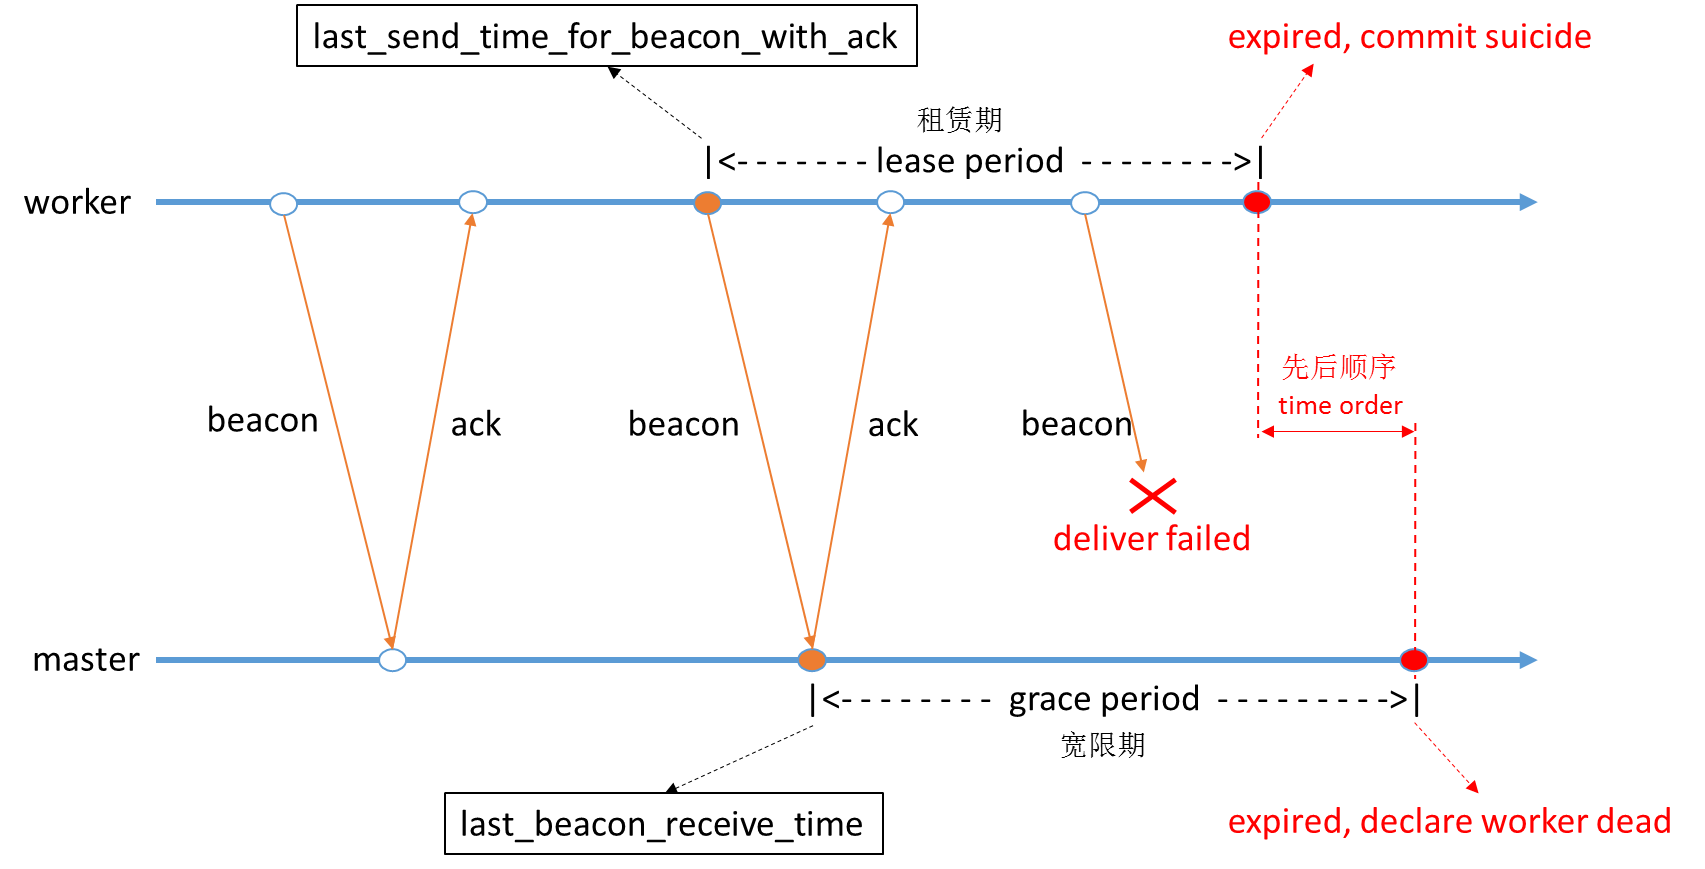 last_send_time_for_beacon_with_ack
expired, commit suicide
租赁期
|<- - - - - - - lease period - - - - - - - ->|
worker
先后顺序
time order
beacon
ack
beacon
ack
beacon
deliver failed
master
|<- - - - - - - - grace period - - - - - - - - ->|
宽限期
last_beacon_receive_time
expired, declare worker dead